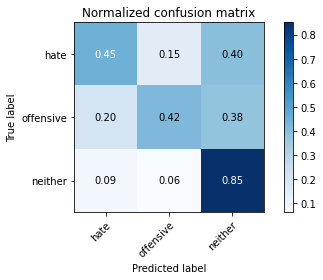 Normalized confusion matrix
hate 0.45 0.15 0.40
offensive 0.20 0.42 0.38
neither 0.09 0.06 0.85
hate offensive neither
True label
Predicted label
0.8
0.7
0.6
0.5
0.4
0.3
0.2
0.1